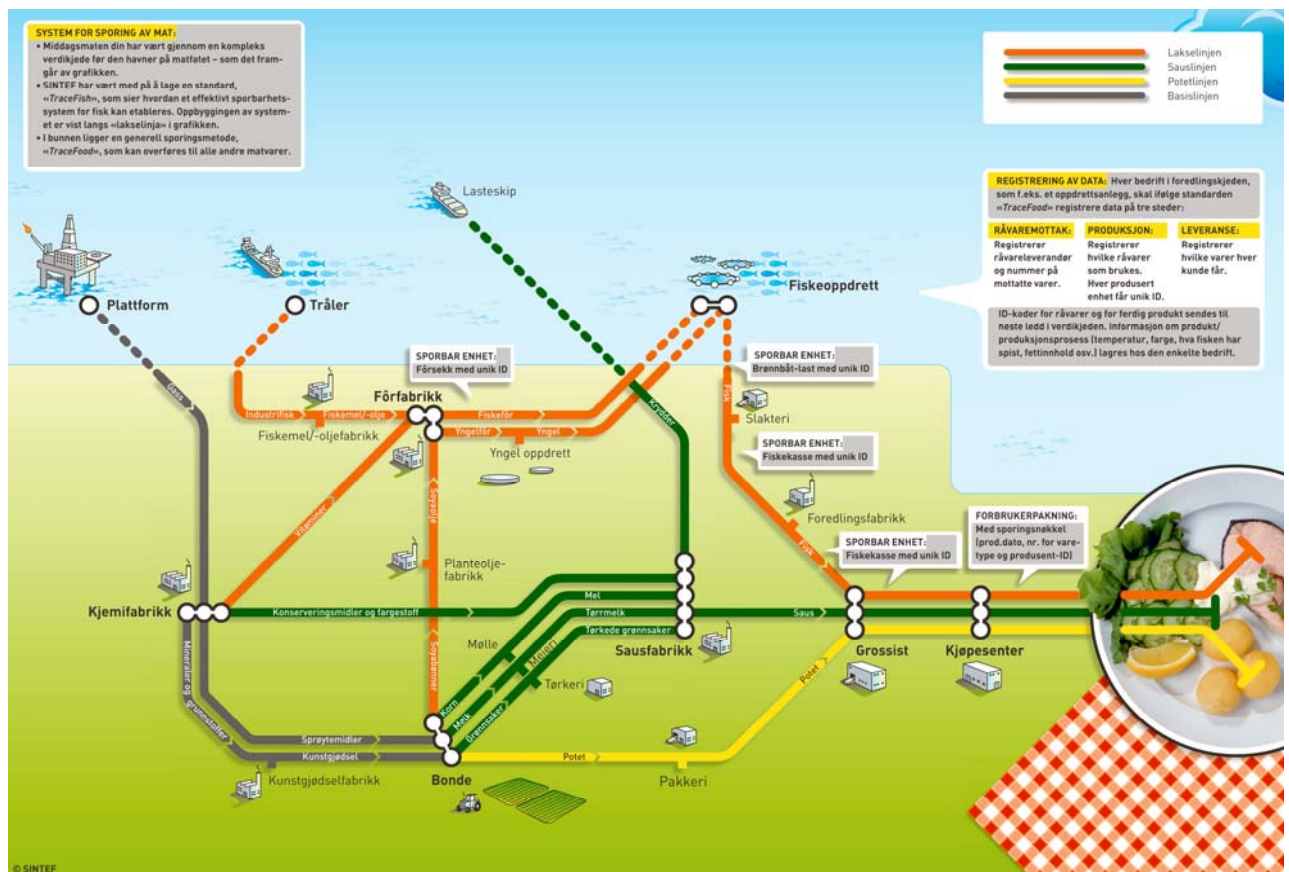 SYSTEM FOR SPORING AV MAT:
• Middagsmaten din har vært gjennom en kompleks
verdikjede før den havner på matfatet – som det fram-
går av grafikken.
• SINTEF har vært med på å lage en standard,
«TraceFish», som sier hvordan et effektivt sporbarhets-
system for fisk kan etableres. Oppbyggingen av system-
et er vist langs «lakselinja» i grafikken.
• I bunnen ligger en generell sporingsmetode,
«TraceFood», som kan overføres til alle andre matvarer.
Lakselinjen
Sauslinjen
Potetlinjen
Basislinjen
REGISTRERING AV DATA: Hver bedrift i foredlingskjeden,
som f.eks. et oppdrettsanlegg, skal ifølge standarden
«TraceFood» registrere data på tre steder:
RÅVAREMOTTAK:
Registrerer
råvareleverandør
og nummer på
mottatte varer.
PRODUKSJON:
Registrerer
hvilke råvarer
som brukes.
Hver produsert
enhet får unik ID.
LEVERANSE:
Registrerer
hvilke varer hver
kunde får.
ID-koder for råvarer og for ferdig produkt sendes til
neste ledd i verdikjeden. Informasjon om produkt/
produksjonsprosess (temperatur, farge, hva fisken har
spist, fettinnhold osv.) lagres hos den enkelte bedrift.
Lasteskip
Plattform
Tråler
Fiskeoppdrett
SPORBAR ENHET:
Fôrsekk med unik ID
SPORBAR ENHET:
Brønnbåt-last med unik ID
Gass
Fôrfabrikk
Industrifisk
Fiskemel/-olje
Fiskefôr
Krydder
Fisk
Slakteri
Fiskemel/-oljefabrikk
Yngelfôr
Yngel
Yngel oppdrett
SPORBAR ENHET:
Fiskekasse med unik ID
Vitaminer
Soyaolje
Foredlingsfabrikk
Fisk
SPORBAR ENHET:
Fiskekasse med unik ID
FORBRUKERPAKNING:
Med sporingsnøkkel
(prod.dato, nr. for vare-
type og produsent-ID)
Planteolje-
fabrikk
Kjemifabrikk
Konserveringsmidler og fargestoff
Mel
Tørrmelk
Saus
Tørkede grønnsaker
Mølle
Meieri
Tørkeri
Sausfabrikk
Grossist
Kjøpesenter
Mineraler og
grunnstoffer
Soyabønner
Korn
Melk
Grønnsaker
Potet
Sprøytemidler
Kunstgjødsel
Kunstgjødselfabrikk
Bonde
Potet
Pakkeri
© SINTEF